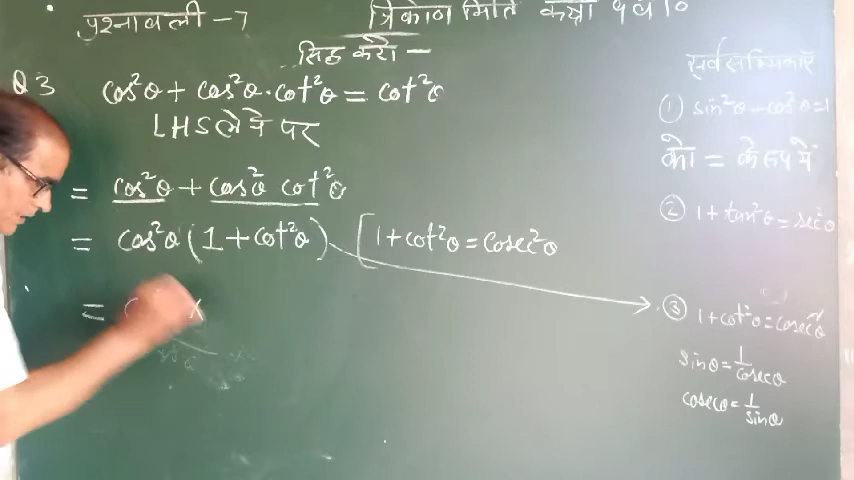 प्रश्नावली - 7
त्रिकोण मिति कक्षा 9 व 10
सिद्ध करो -
Q 3 cos²θ + cos²θ · cot²θ = cot²θ
LHS लेने पर
= cos²θ + cos²θ cot²θ
= cos²θ (1 + cot²θ) [1 + cot²θ = cosec²θ
=
सर्वसमिकाएँ
① sin²θ + cos²θ = 1
को = के रूप में
② 1 + tan²θ = sec²θ
③ 1 + cot²θ = cosec²θ
sinθ = 1/cosecθ
cosecθ = 1/sinθ